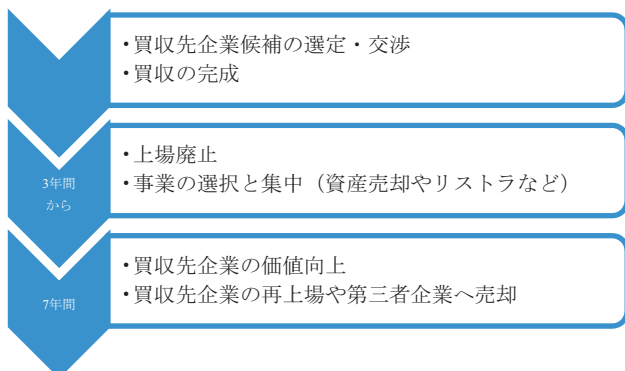 ・買収先企業候補の選定・交渉
・買収の完成
3年間
から
・上場廃止
・事業の選択と集中（資産売却やリストラなど）
7年間
・買収先企業の価値向上
・買収先企業の再上場や第三者企業へ売却